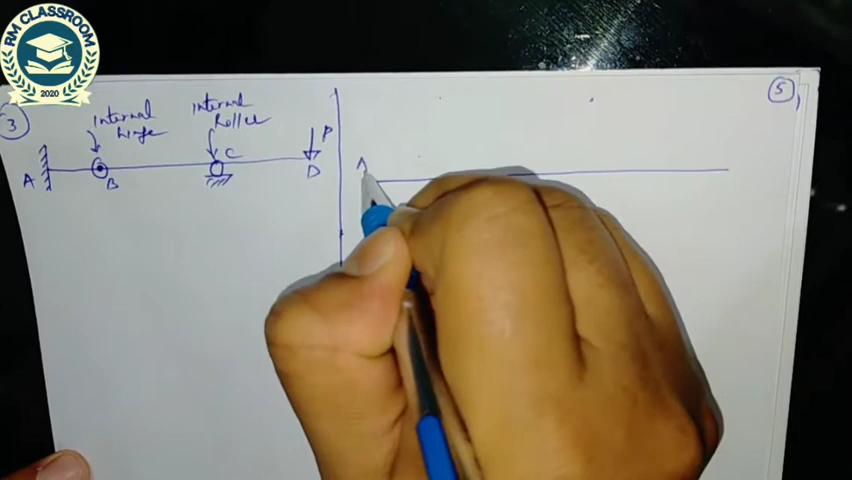 RM CLASSROOM
2020
3
internal
hinge
internal
roller
A
B
C
D
P
A
5